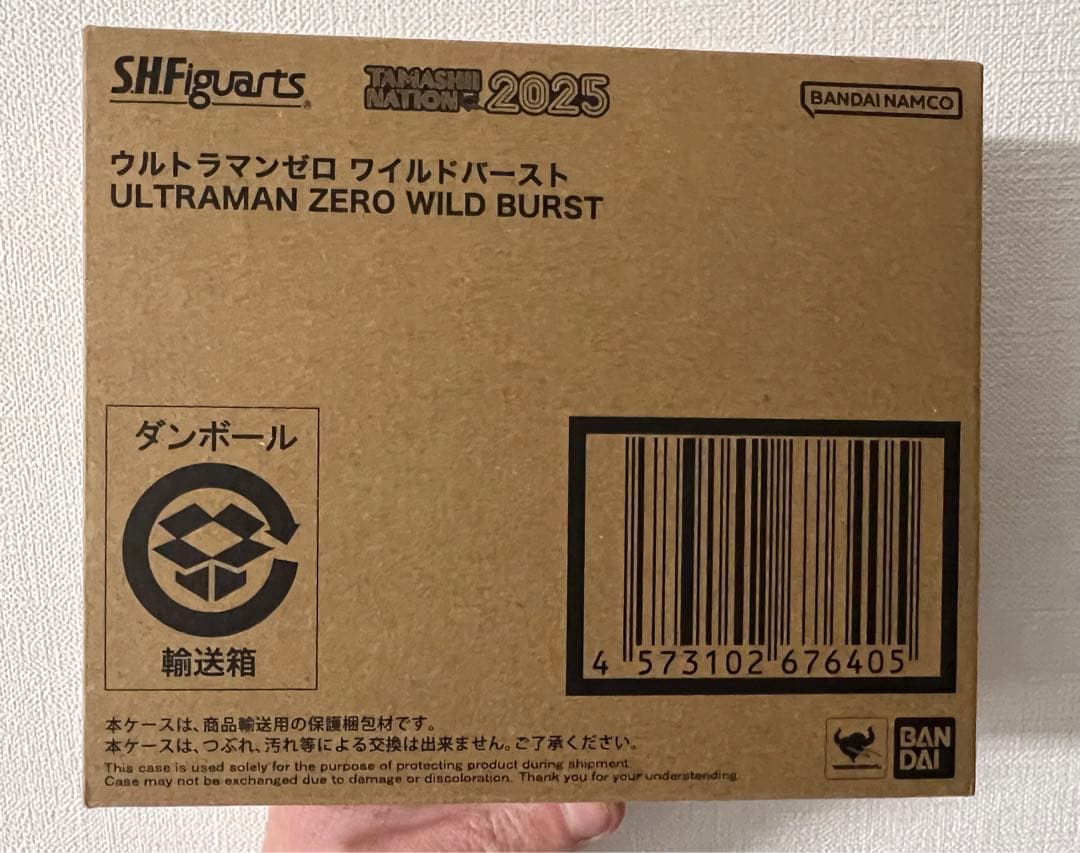 S.H.Figuarts
TAMASHII NATION 2025
BANDAI NAMCO
ウルトラマンゼロ ワイルドバースト
ULTRAMAN ZERO WILD BURST
ダンボール
輸送箱
4 573102 676405
本ケースは、商品輸送用の保護梱包材です。
本ケースは、つぶれ、汚れ等による交換は出来ません。ご了承ください。
This case is used solely for the purpose of protecting product during shipment.
Case may not be exchanged due to damage or discoloration. Thank you for your understanding.
BAN
DAI